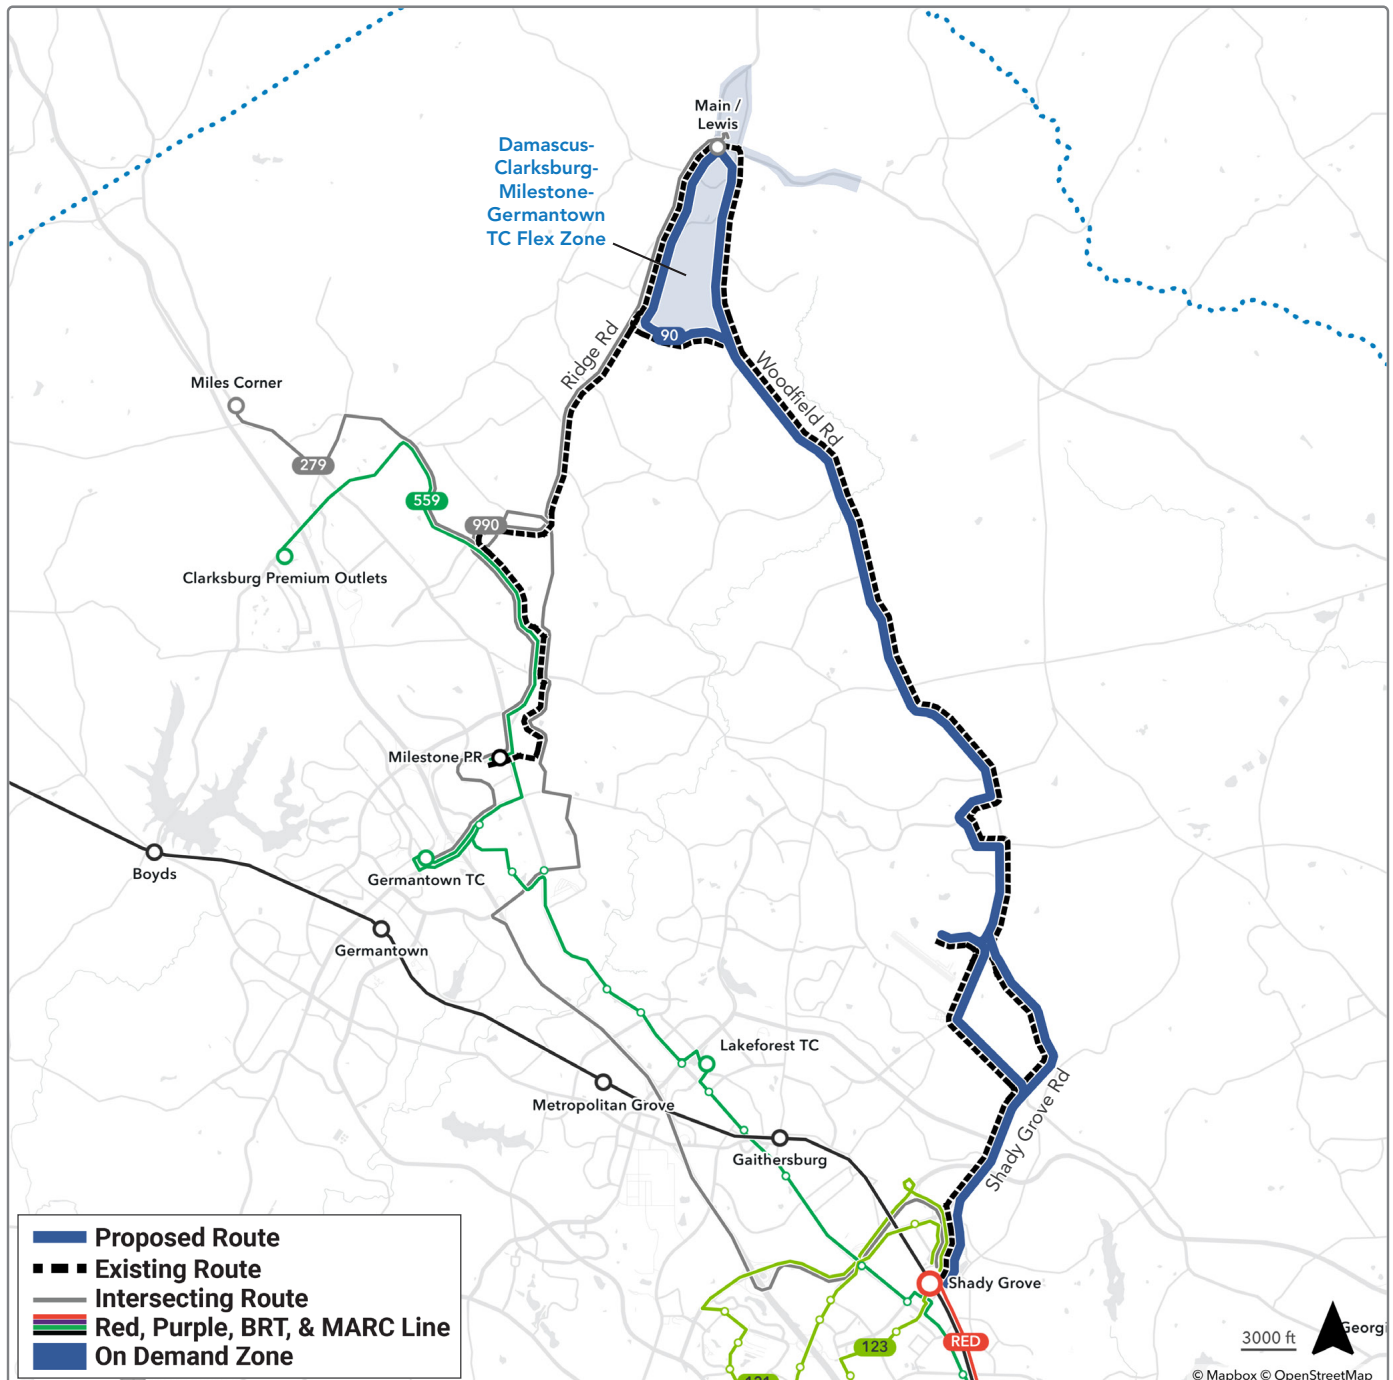 Main /
Lewis
Damascus-
Clarksburg-
Milestone-
Germantown
TC Flex Zone
90
Ridge Rd
Woodfield Rd
Miles Corner
279
559
990
Clarksburg Premium Outlets
Milestone PR
Germantown TC
Boyds
Germantown
Lakeforest TC
Metropolitan Grove
Gaithersburg
Shady Grove Rd
Shady Grove
123
RED
Proposed Route
Existing Route
Intersecting Route
Red, Purple, BRT, & MARC Line
On Demand Zone
3000 ft
Georgi
© Mapbox © OpenStreetMap